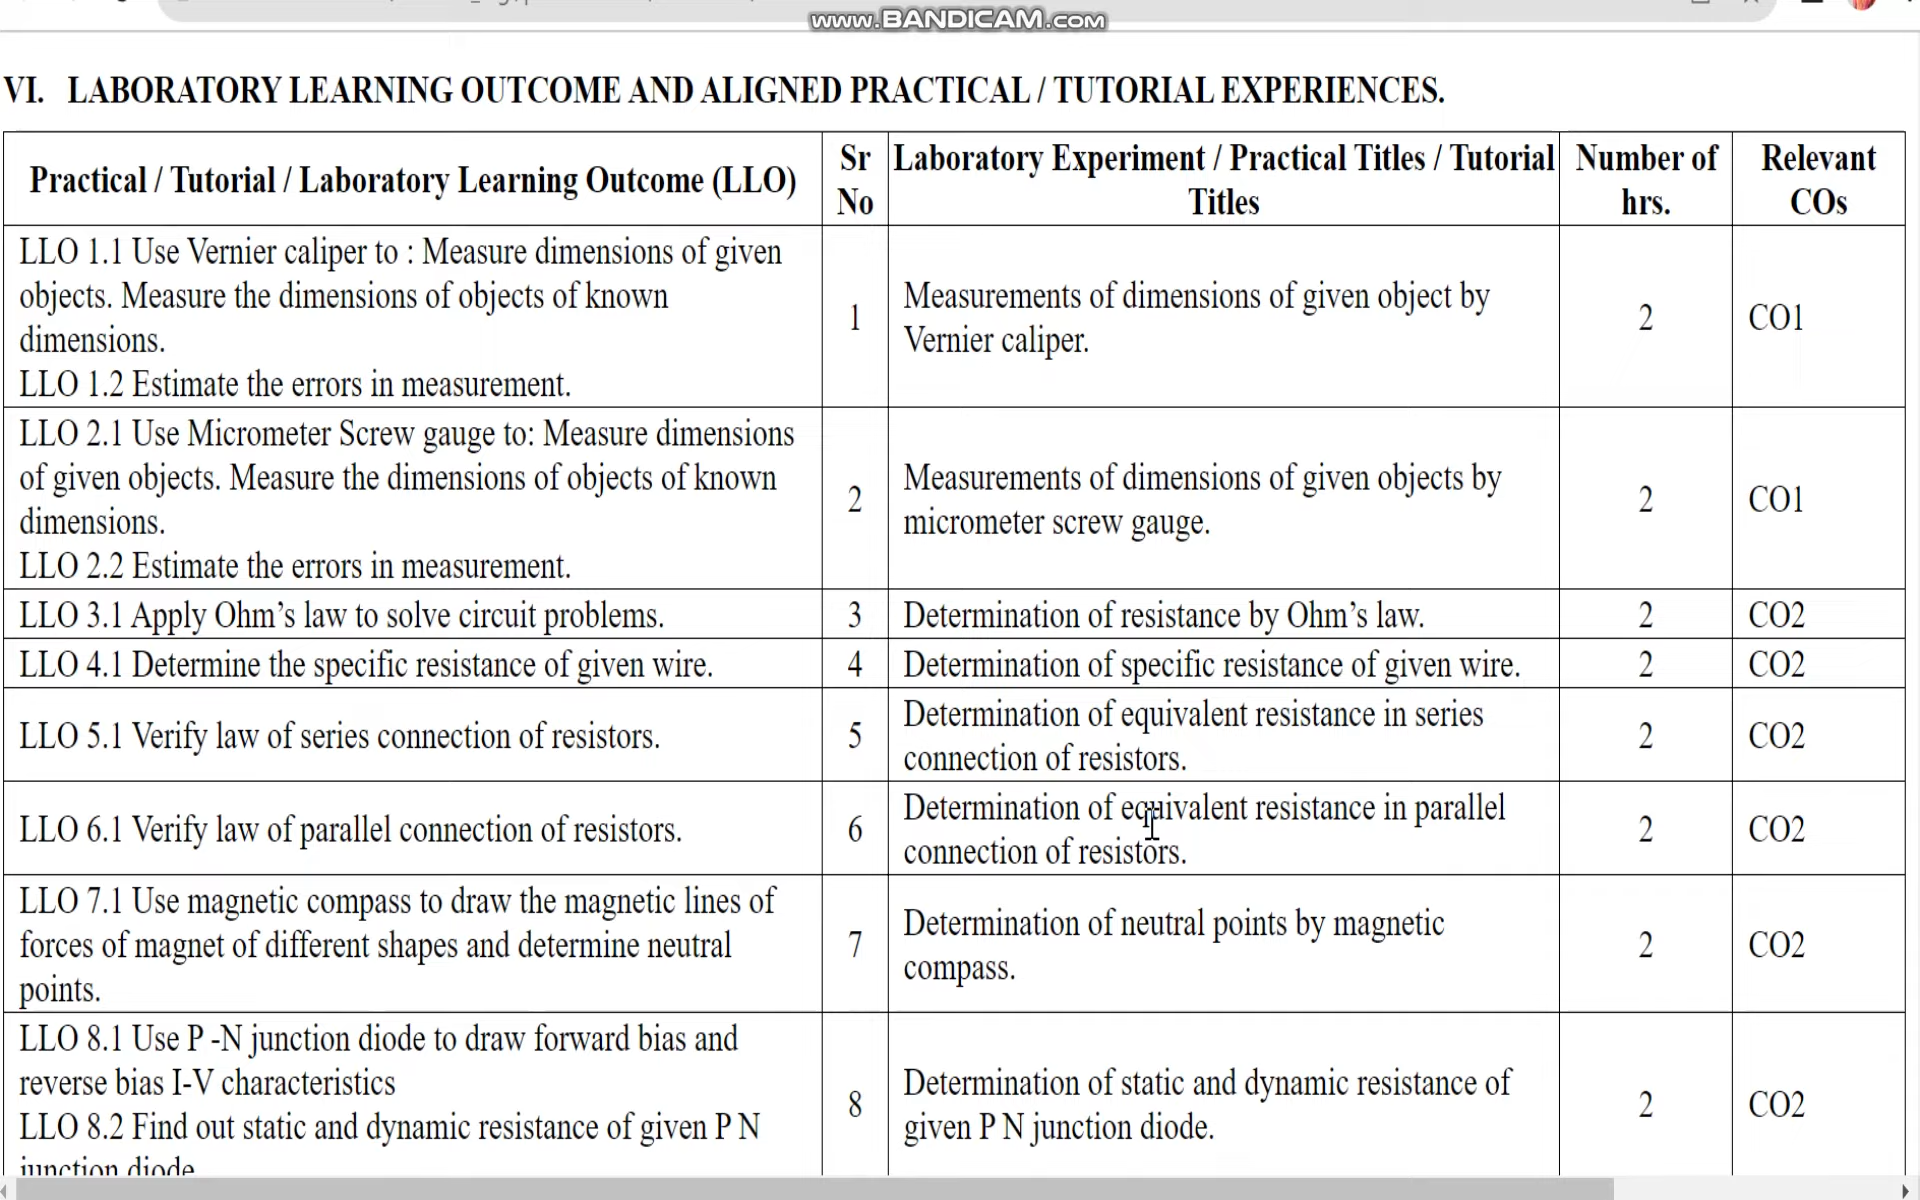 www.BANDICAM.com
VI. LABORATORY LEARNING OUTCOME AND ALIGNED PRACTICAL / TUTORIAL EXPERIENCES.
Practical / Tutorial / Laboratory Learning Outcome (LLO)
Sr
No
Laboratory Experiment / Practical Titles / Tutorial
Titles
Number of
hrs.
Relevant
COs
LLO 1.1 Use Vernier caliper to : Measure dimensions of given
objects. Measure the dimensions of objects of known
dimensions.
LLO 1.2 Estimate the errors in measurement.
1
Measurements of dimensions of given object by
Vernier caliper.
2
CO1
LLO 2.1 Use Micrometer Screw gauge to: Measure dimensions
of given objects. Measure the dimensions of objects of known
dimensions.
LLO 2.2 Estimate the errors in measurement.
2
Measurements of dimensions of given objects by
micrometer screw gauge.
2
CO1
LLO 3.1 Apply Ohm’s law to solve circuit problems.
3
Determination of resistance by Ohm’s law.
2
CO2
LLO 4.1 Determine the specific resistance of given wire.
4
Determination of specific resistance of given wire.
2
CO2
LLO 5.1 Verify law of series connection of resistors.
5
Determination of equivalent resistance in series
connection of resistors.
2
CO2
LLO 6.1 Verify law of parallel connection of resistors.
6
Determination of equivalent resistance in parallel
connection of resistors.
2
CO2
LLO 7.1 Use magnetic compass to draw the magnetic lines of
forces of magnet of different shapes and determine neutral
points.
7
Determination of neutral points by magnetic
compass.
2
CO2
LLO 8.1 Use P -N junction diode to draw forward bias and
reverse bias I-V characteristics
LLO 8.2 Find out static and dynamic resistance of given P N
junction diode
8
Determination of static and dynamic resistance of
given P N junction diode.
2
CO2